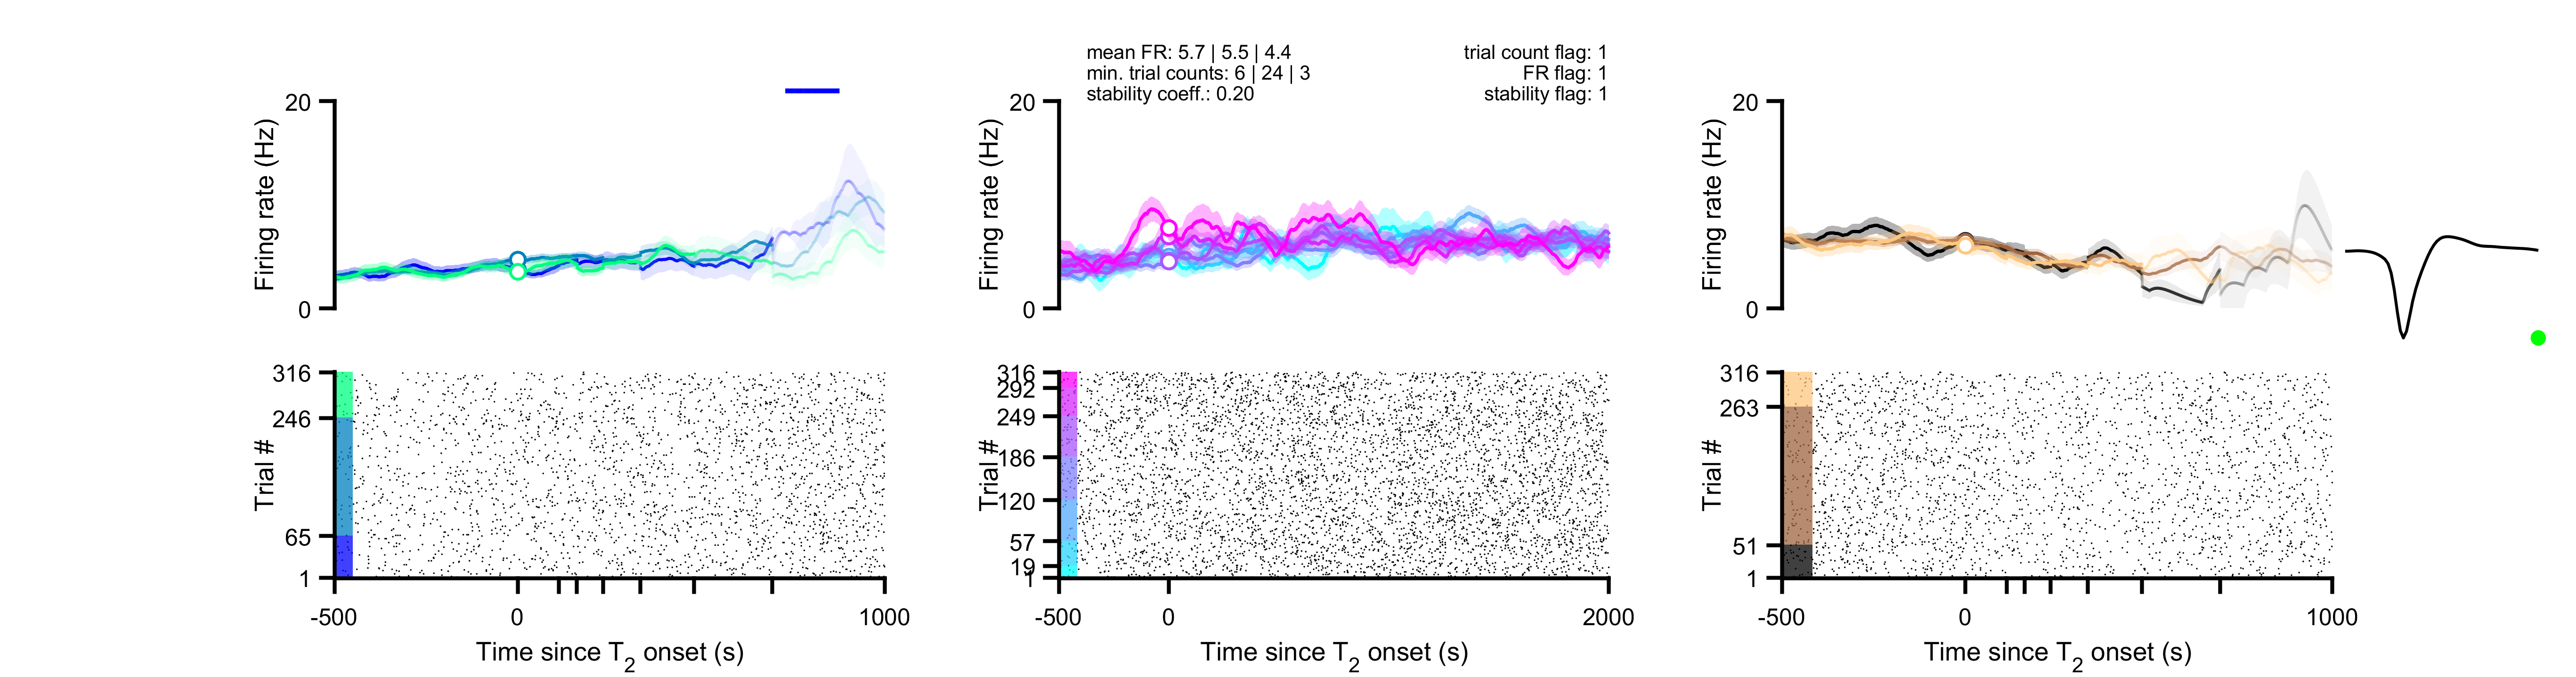 mean FR: 5.7 | 5.5 | 4.4
min. trial counts: 6 | 24 | 3
stability coeff.: 0.20
trial count flag: 1
FR flag: 1
stability flag: 1
20
0
Firing rate (Hz)
20
0
Firing rate (Hz)
20
0
Firing rate (Hz)
316
246
65
1
Trial #
-500
0
1000
Time since T2 onset (s)
316
292
249
186
120
57
19
1
Trial #
-500
0
2000
Time since T2 onset (s)
316
263
51
1
Trial #
-500
0
1000
Time since T2 onset (s)